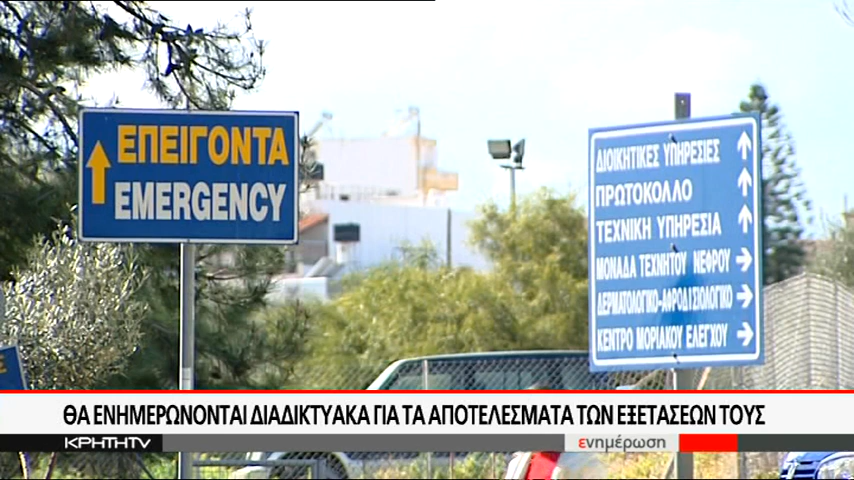 ΕΠΕΙΓΟΝΤΑ
EMERGENCY
ΔΙΟΙΚΗΤΙΚΕΣ ΥΠΗΡΕΣΙΕΣ
ΠΡΩΤΟΚΟΛΛΟ
ΤΕΧΝΙΚΗ ΥΠΗΡΕΣΙΑ
ΜΟΝΑΔΑ ΤΕΧΝΗΤΟΥ ΝΕΦΡΟΥ
ΔΕΡΜΑΤΟΛΟΓΙΚΟ-ΑΦΡΟΔΙΣΙΟΛΟΓΙΚΟ
ΚΕΝΤΡΟ ΜΟΡΙΑΚΟΥ ΕΛΕΓΧΟΥ
ΘΑ ΕΝΗΜΕΡΩΝΟΝΤΑΙ ΔΙΑΔΙΚΤΥΑΚΑ ΓΙΑ ΤΑ ΑΠΟΤΕΛΕΣΜΑΤΑ ΤΩΝ ΕΞΕΤΑΣΕΩΝ ΤΟΥΣ
ΚΡΗΤΗTV
ενημέρωση